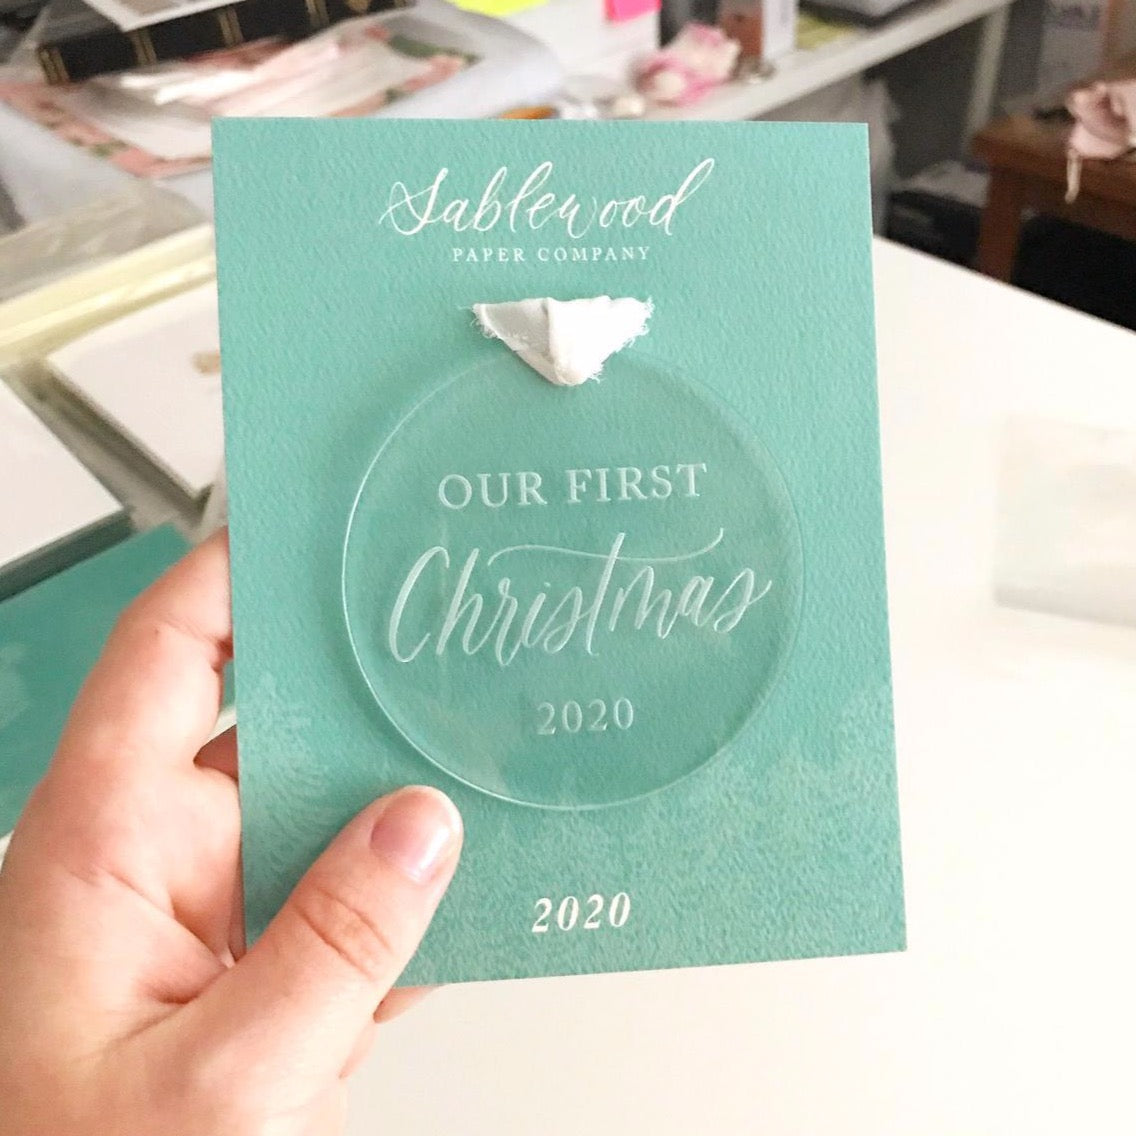 Sablewood
PAPER COMPANY
OUR FIRST
Christmas
2020
2020